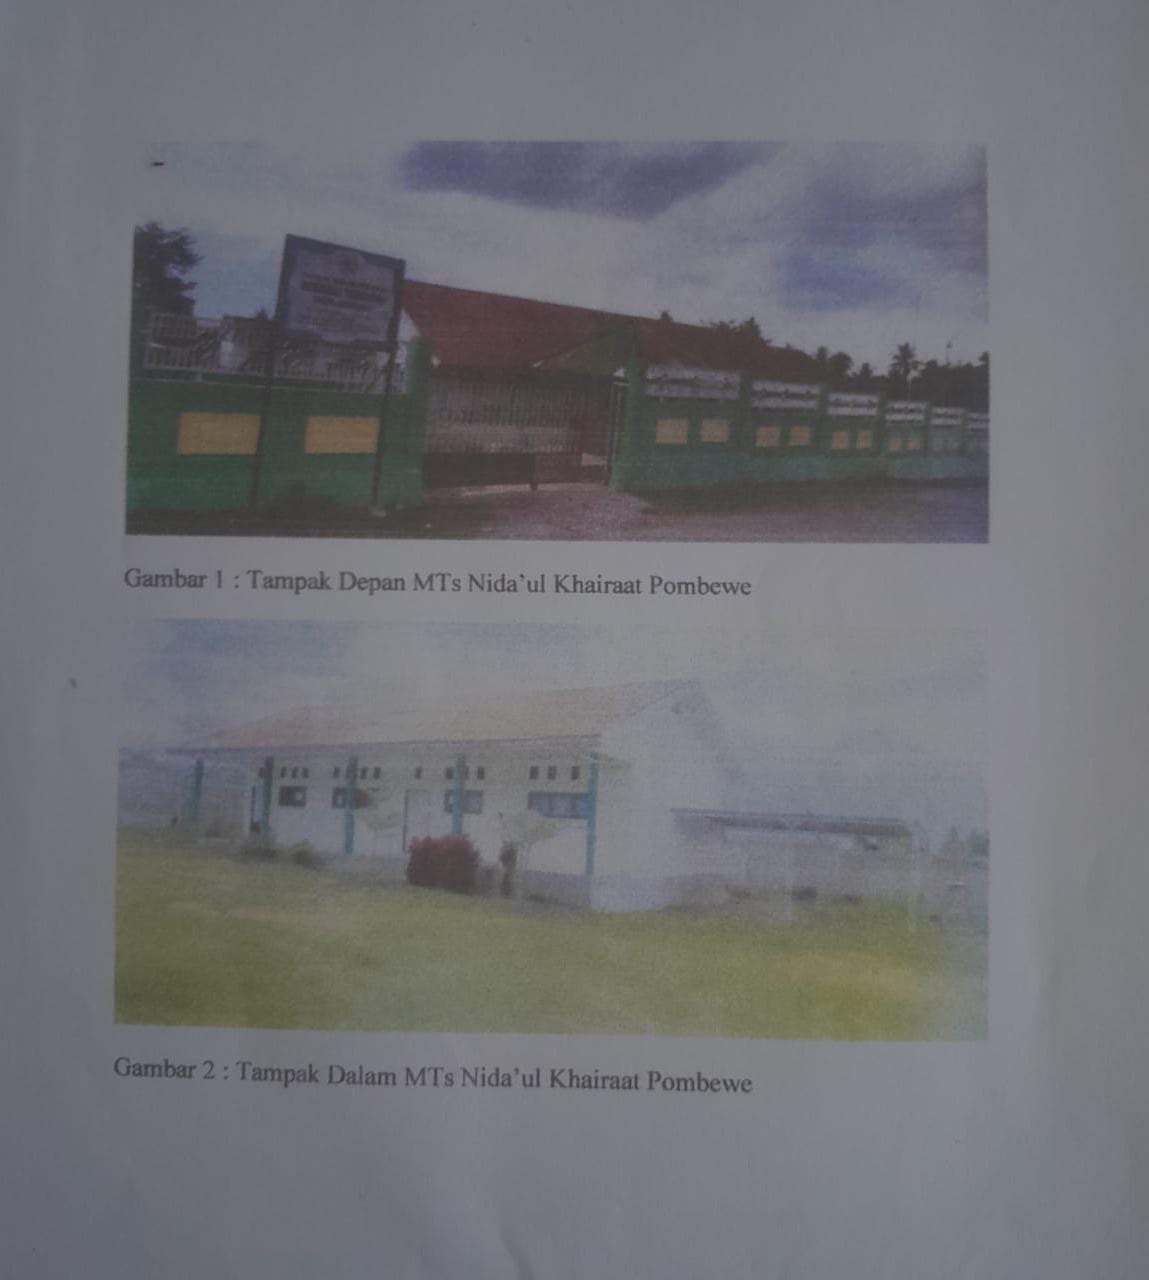 Gambar 1 : Tampak Depan MTs Nida'ul Khairaat Pombewe
Gambar 2 : Tampak Dalam MTs Nida'ul Khairaat Pombewe